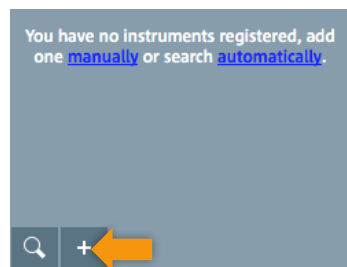 You have no instruments registered, add
one manually or search automatically.
+